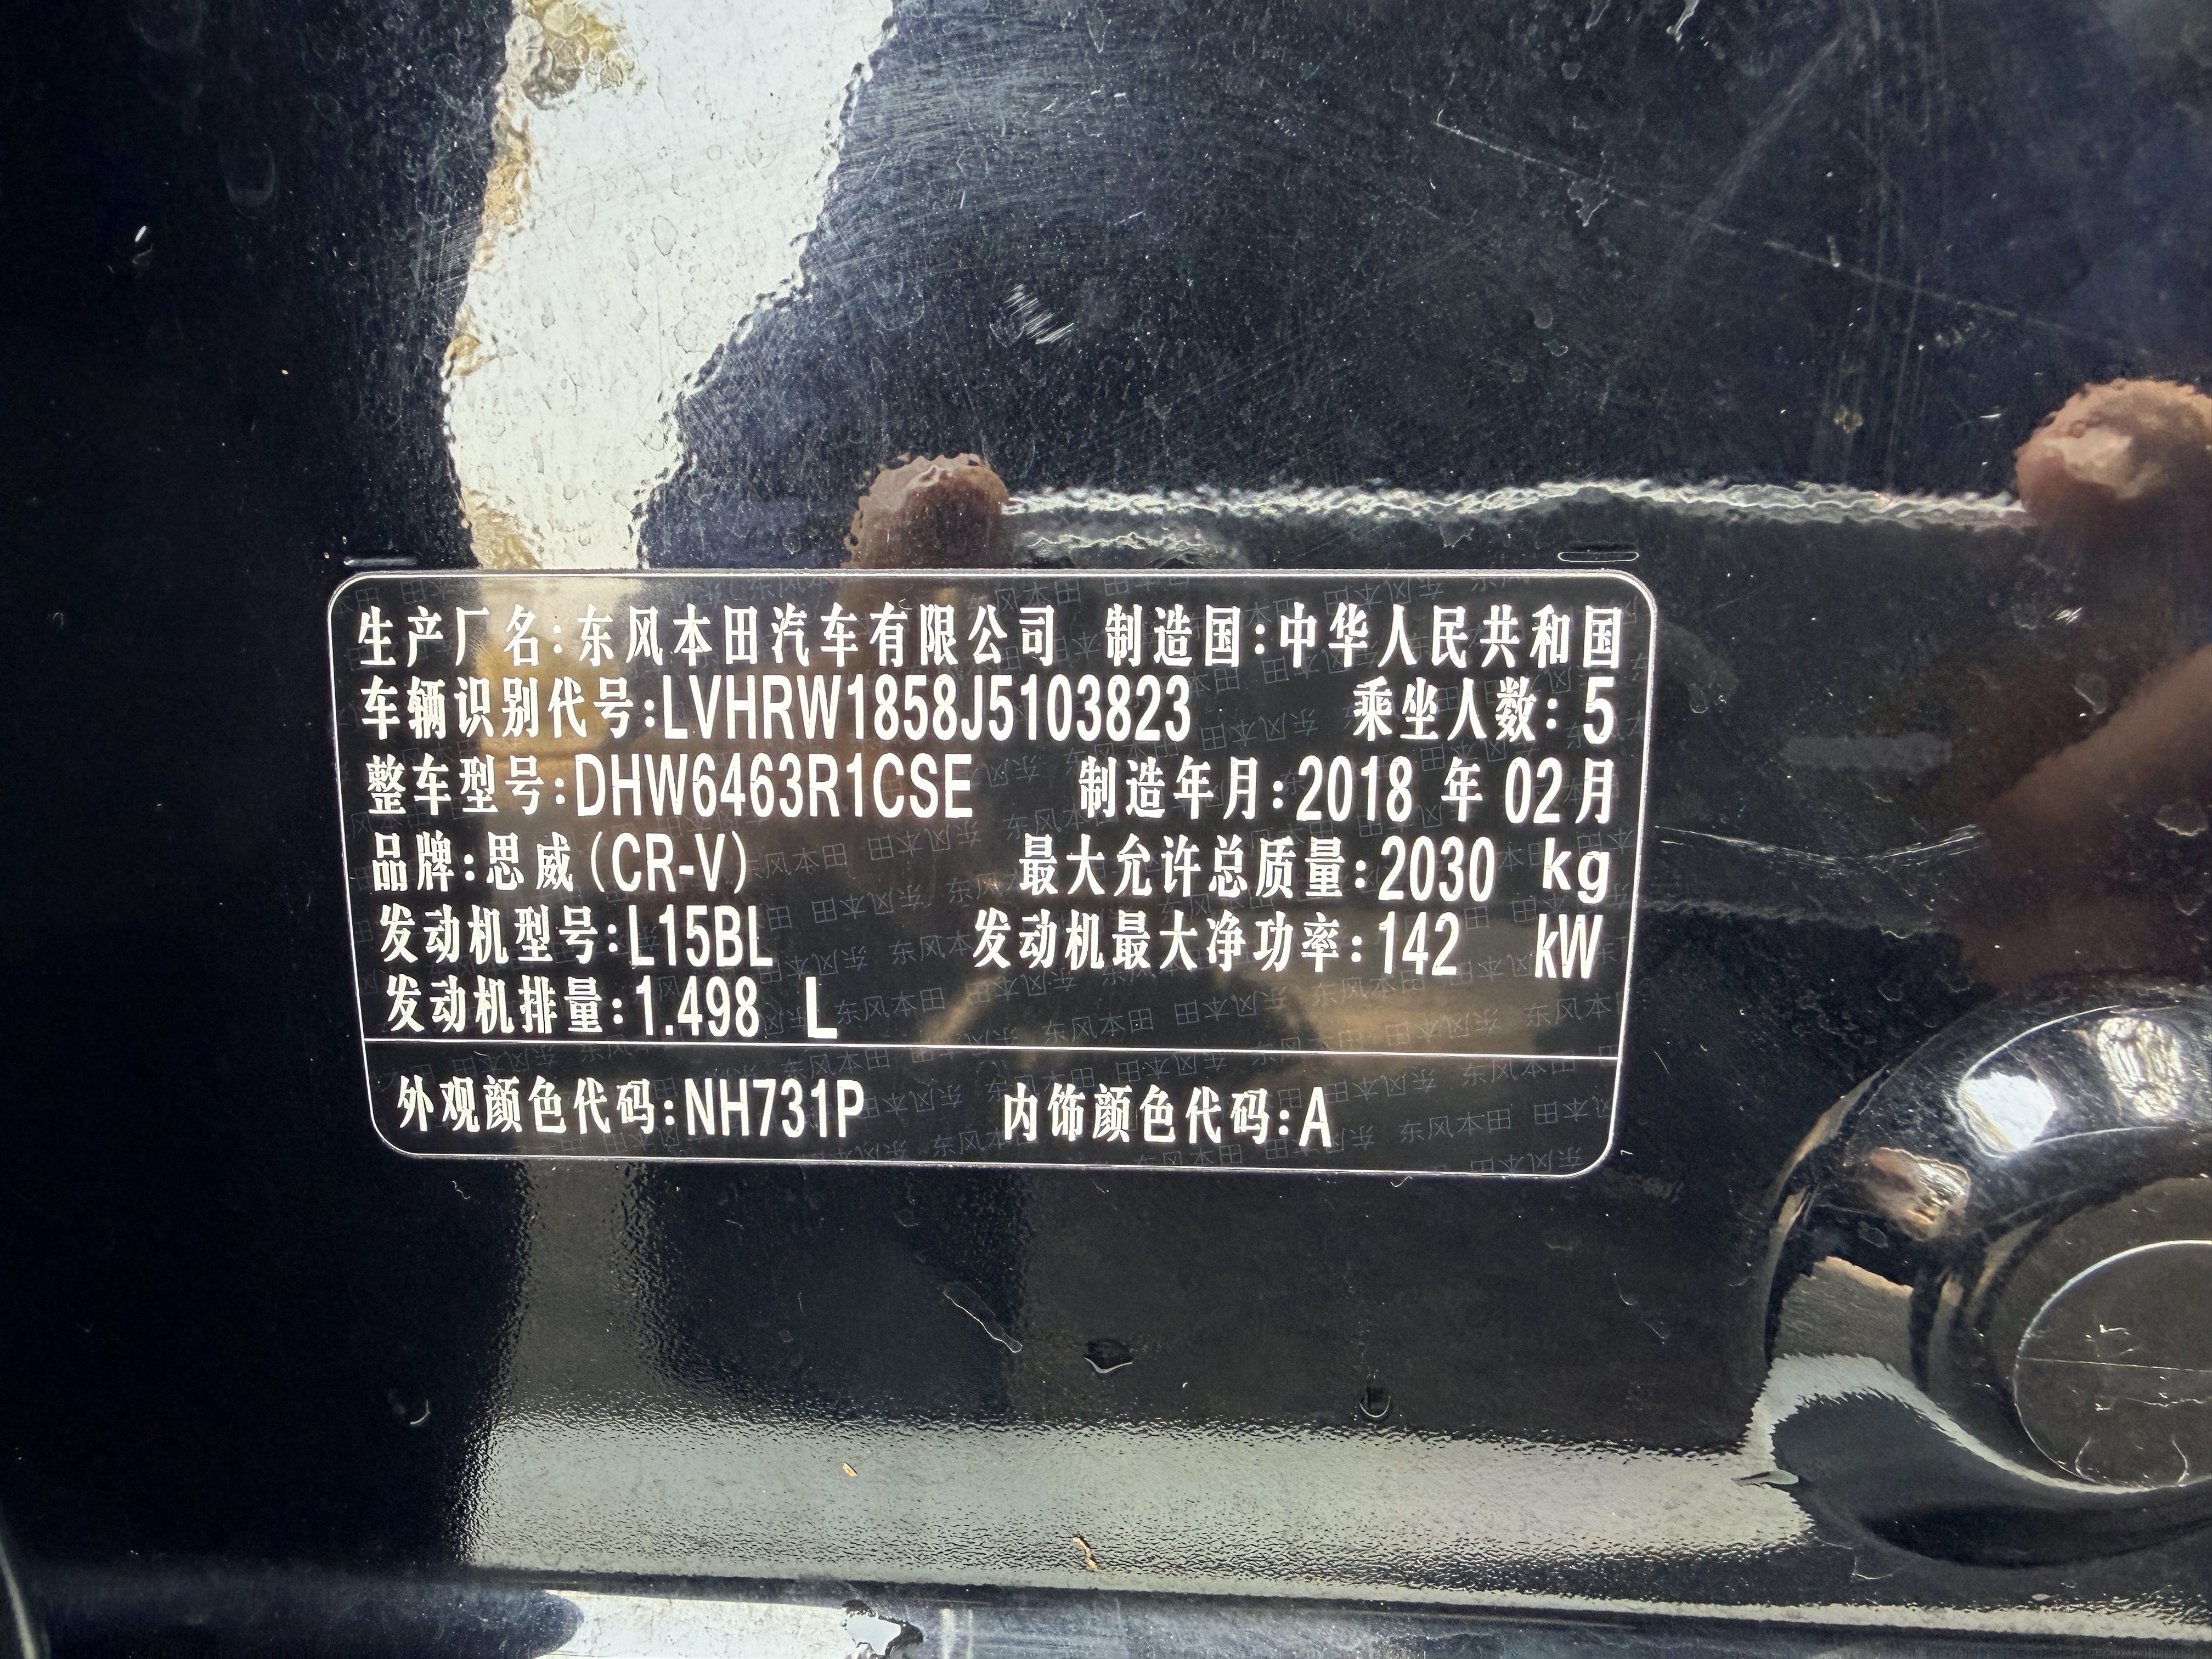 生产厂名:东风本田汽车有限公司 制造国:中华人民共和国
车辆识别代号:LVHRW1858J5103823 乘坐人数:5
整车型号:DHW6463R1CSE 制造年月:2018 年 02月
品牌:思威(CR-V) 最大允许总质量:2030 kg
发动机型号:L15BL 发动机最大净功率:142 kW
发动机排量:1.498 L
外观颜色代码:NH731P 内饰颜色代码:A